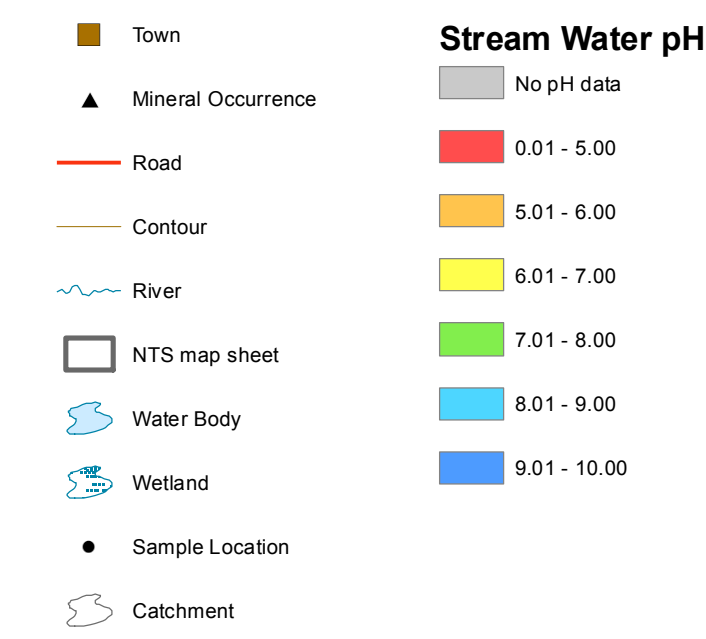 Town
Mineral Occurrence
Road
Contour
River
NTS map sheet
Water Body
Wetland
Sample Location
Catchment
Stream Water pH
No pH data
0.01 - 5.00
5.01 - 6.00
6.01 - 7.00
7.01 - 8.00
8.01 - 9.00
9.01 - 10.00